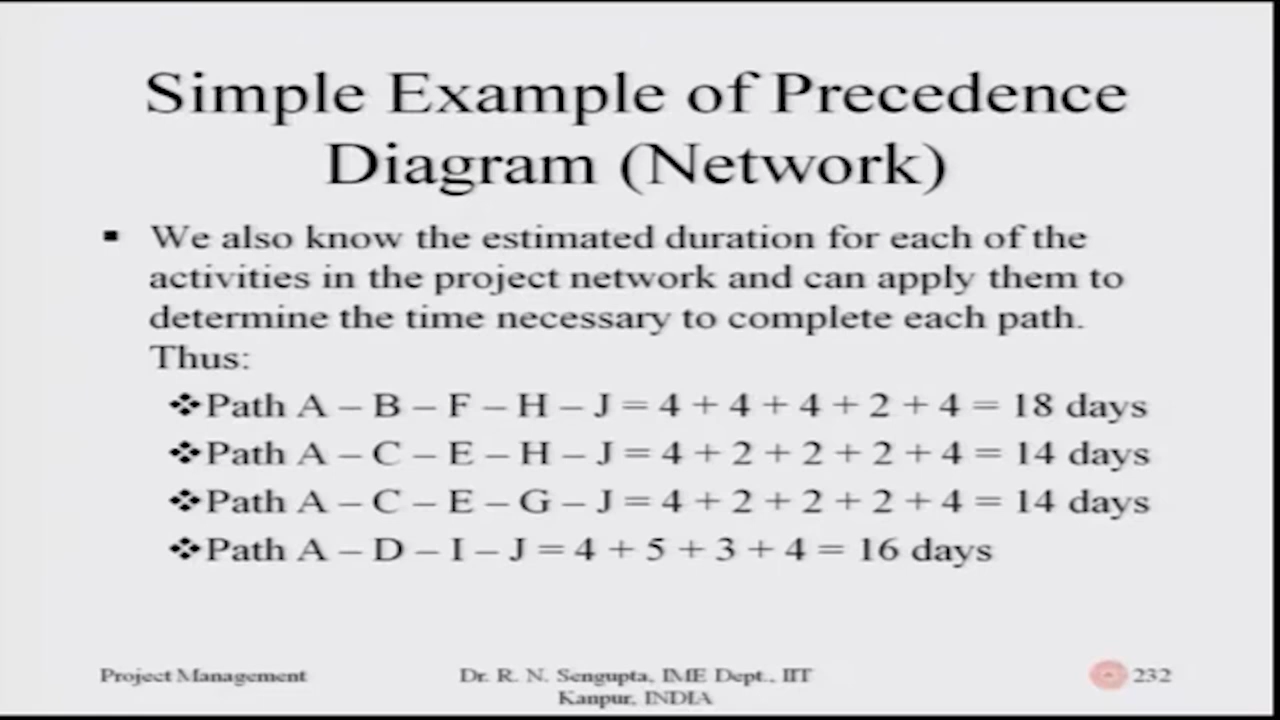 Simple Example of Precedence
Diagram (Network)
▪ We also know the estimated duration for each of the
activities in the project network and can apply them to
determine the time necessary to complete each path.
Thus:
❖Path A – B – F – H – J = 4 + 4 + 4 + 2 + 4 = 18 days
❖Path A – C – E – H – J = 4 + 2 + 2 + 2 + 4 = 14 days
❖Path A – C – E – G – J = 4 + 2 + 2 + 2 + 4 = 14 days
❖Path A – D – I – J = 4 + 5 + 3 + 4 = 16 days
Project Management
Dr. R. N. Sengupta, IME Dept., IIT
Kanpur, INDIA
232